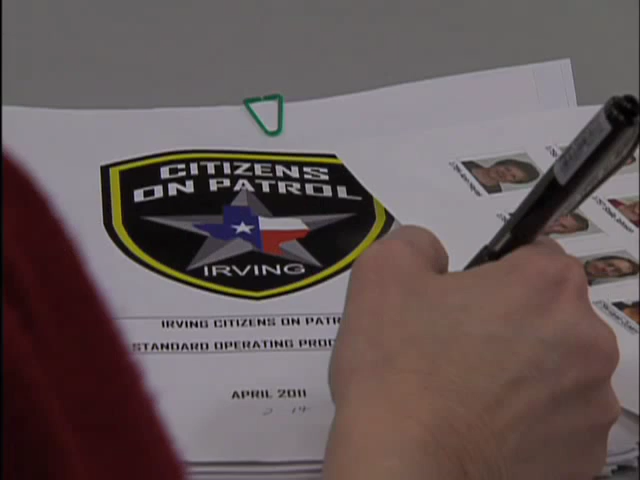 CITIZENS
ON PATROL
IRVING
IRVING CITIZENS ON PATR
STANDARD OPERATING PROC
APRIL 2011